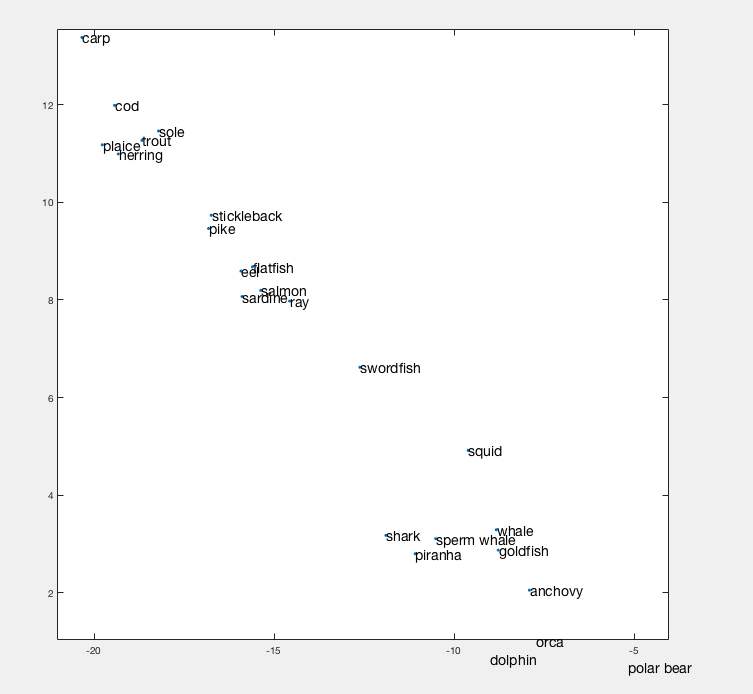 carp
12
cod
sole
trout
plaice
herring
10
stickleback
pike
flatfish
eel
8
salmon
sardine
ray
swordfish
6
squid
4
whale
shark
sperm whale
goldfish
piranha
2
anchovy
orca
-20
-15
-10
-5
dolphin
polar bear